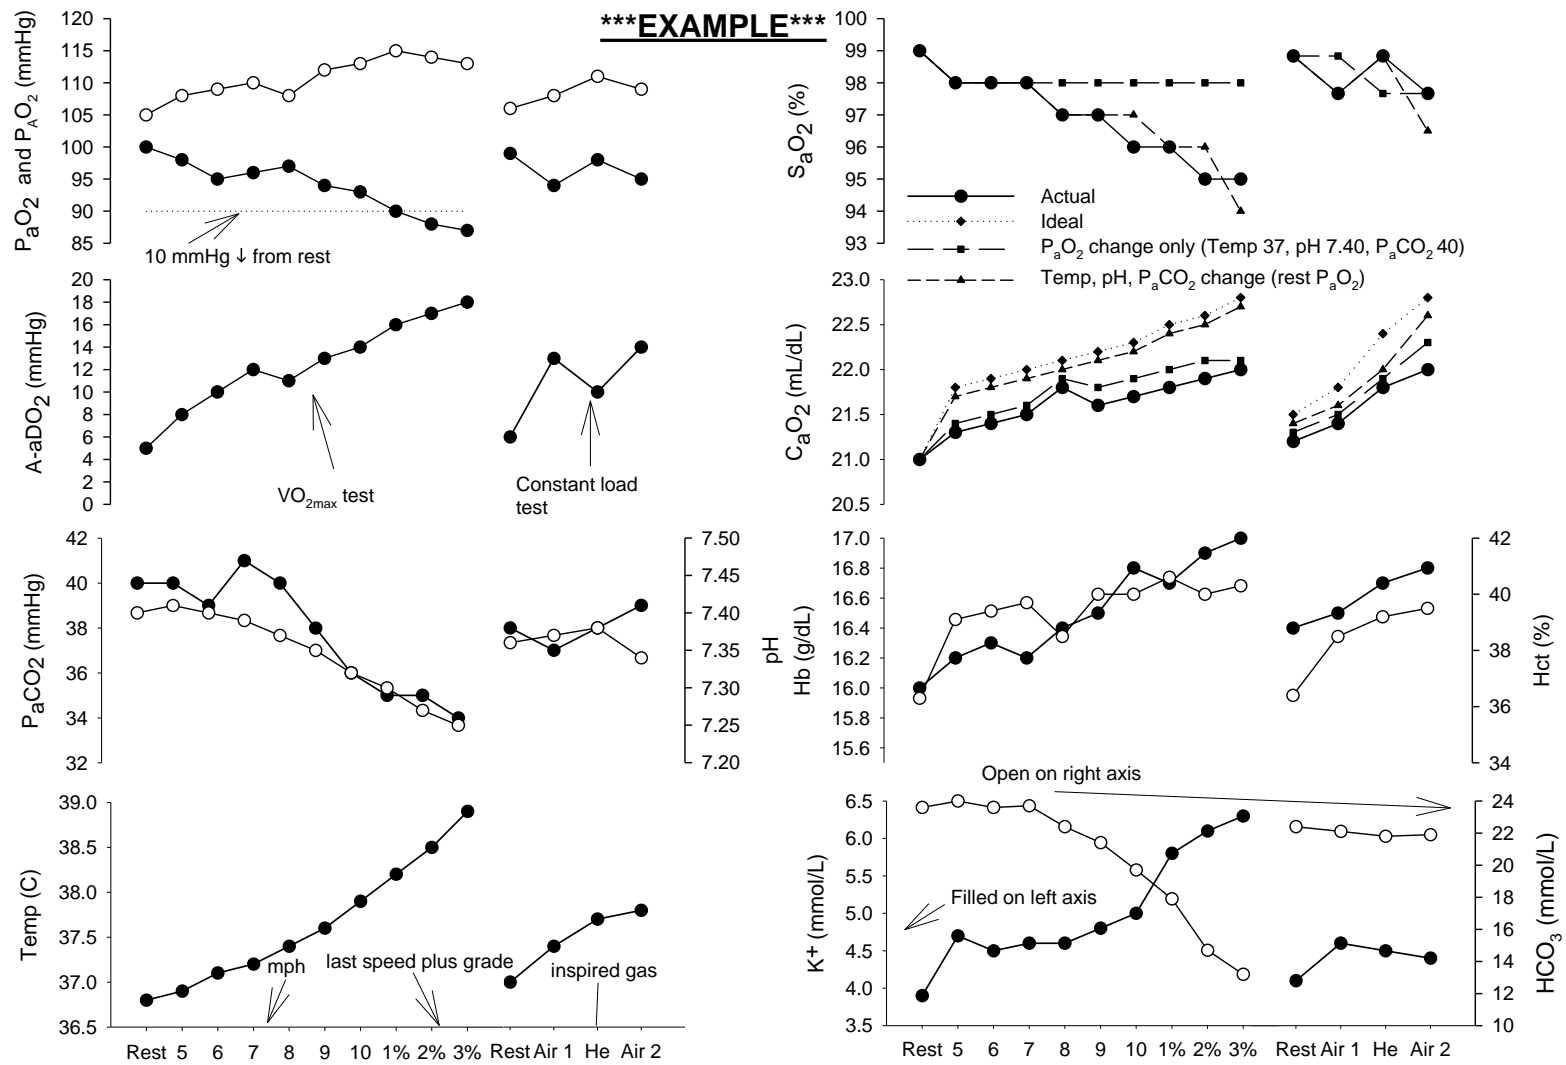 ***EXAMPLE***
PaO2 and PAO2 (mmHg)
120
115
110
105
100
95
90
85
10 mmHg ↓ from rest
SaO2 (%)
100
99
98
97
96
95
94
93
Actual
Ideal
PaO2 change only (Temp 37, pH 7.40, PaCO2 40)
Temp, pH, PaCO2 change (rest PaO2)
A-aDO2 (mmHg)
20
18
16
14
12
10
8
6
4
2
0
VO2max test
Constant load
test
CaO2 (mL/dL)
23.0
22.5
22.0
21.5
21.0
20.5
PaCO2 (mmHg)
42
40
38
36
34
32
7.50
7.45
7.40
7.35
7.30
7.25
7.20
pH
Hb (g/dL)
17.0
16.8
16.6
16.4
16.2
16.0
15.8
15.6
42
40
38
36
34
Hct (%)
Temp (C)
39.0
38.5
38.0
37.5
37.0
36.5
mph
last speed plus grade
inspired gas
Rest 5 6 7 8 9 10 1% 2% 3% Rest Air 1 He Air 2
Open on right axis
K+ (mmol/L)
6.5
6.0
5.5
5.0
4.5
4.0
3.5
Filled on left axis
24
22
20
18
16
14
12
10
HCO3 (mmol/L)
Rest 5 6 7 8 9 10 1% 2% 3% Rest Air 1 He Air 2